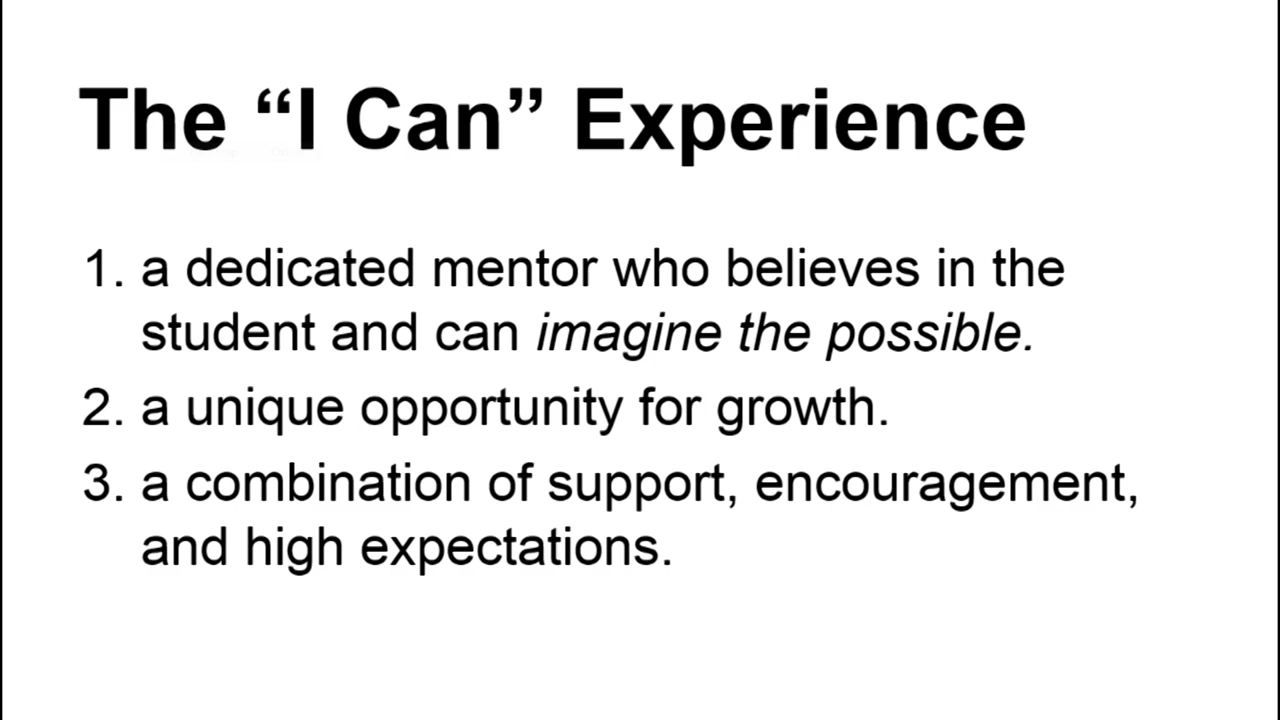 The “I Can” Experience
1. a dedicated mentor who believes in the
student and can imagine the possible.
2. a unique opportunity for growth.
3. a combination of support, encouragement,
and high expectations.